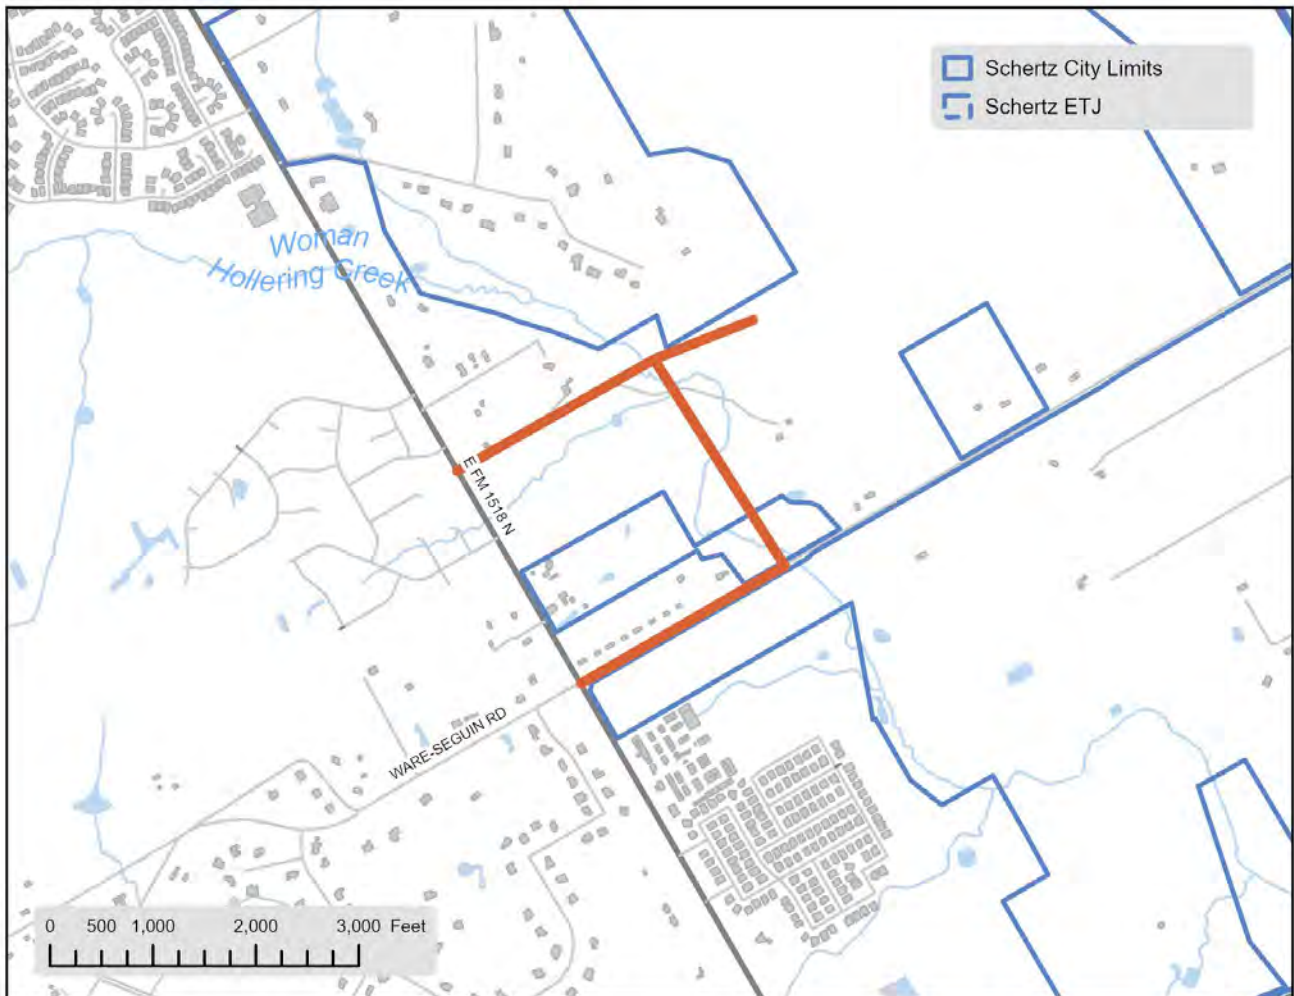 Schertz City Limits
Schertz ETJ
Woman
Hollering Creek
E FM 1518 N
WARE-SEGUIN RD
0 500 1,000 2,000 3,000 Feet